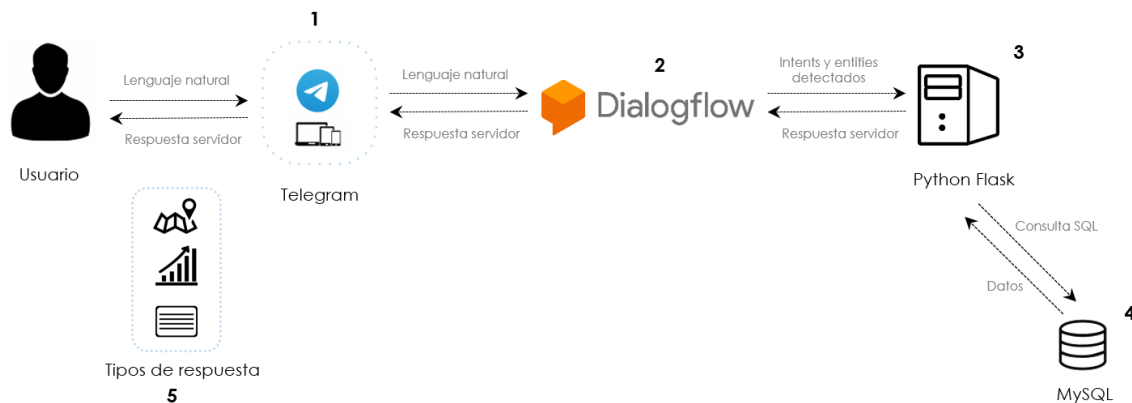 1
Lenguaje natural
Respuesta servidor
Usuario
Telegram
Lenguaje natural
Respuesta servidor
2
Dialogflow
Intents y entities
detectados
Respuesta servidor
3
Python Flask
Consulta SQL
Datos
4
MySQL
Tipos de respuesta
5